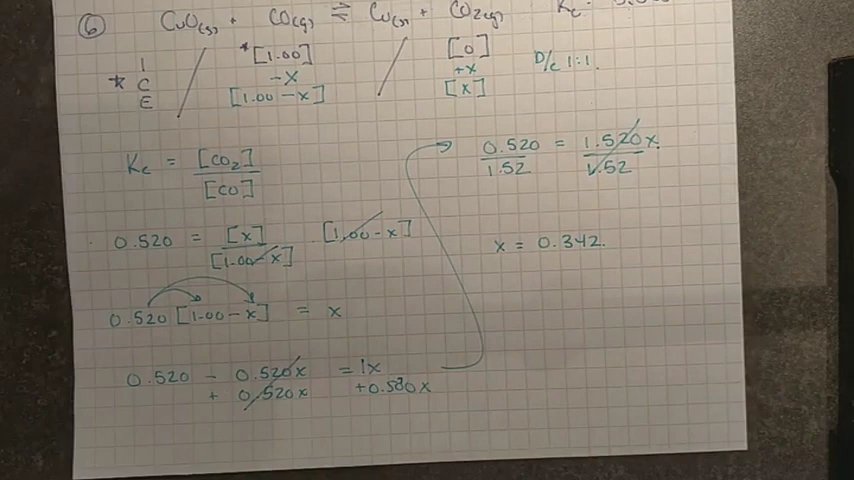 6 CuO(s) + CO(g) ⇌ Cu(s) + CO2(g) Kc
I *[1.00] [0]
* C -x +x D/c 1:1.
E [1.00 - x] [x]
Kc = [CO2] / [CO]
0.520 = [x] / [1.00 - x] [1.00 - x]
0.520 [1.00 - x] = x
0.520 - 0.520x = 1x
+ 0.520x +0.520x
0.520 / 1.52 = 1.520x / 1.52
x = 0.342.